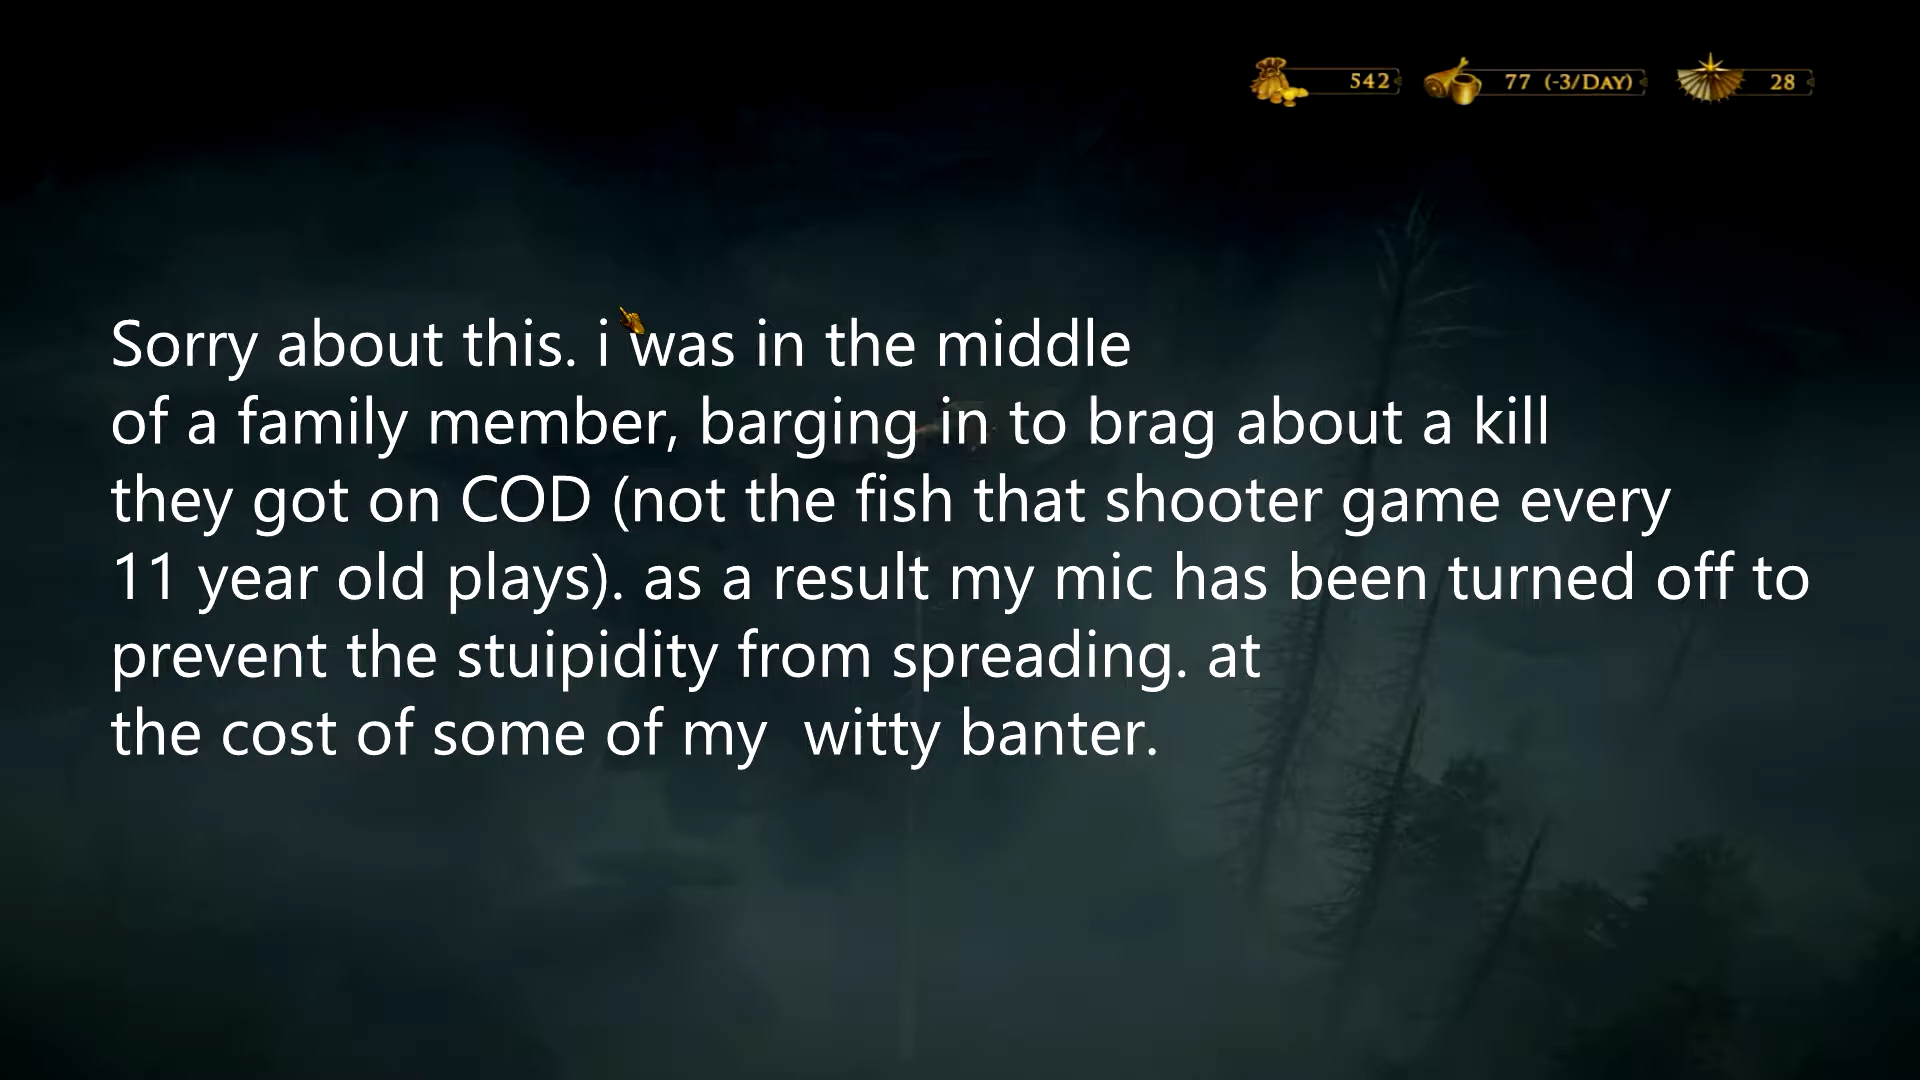 542 77 (-3/DAY) 28
Sorry about this. i was in the middle
of a family member, barging in to brag about a kill
they got on COD (not the fish that shooter game every
11 year old plays). as a result my mic has been turned off to
prevent the stuipidity from spreading. at
the cost of some of my  witty banter.